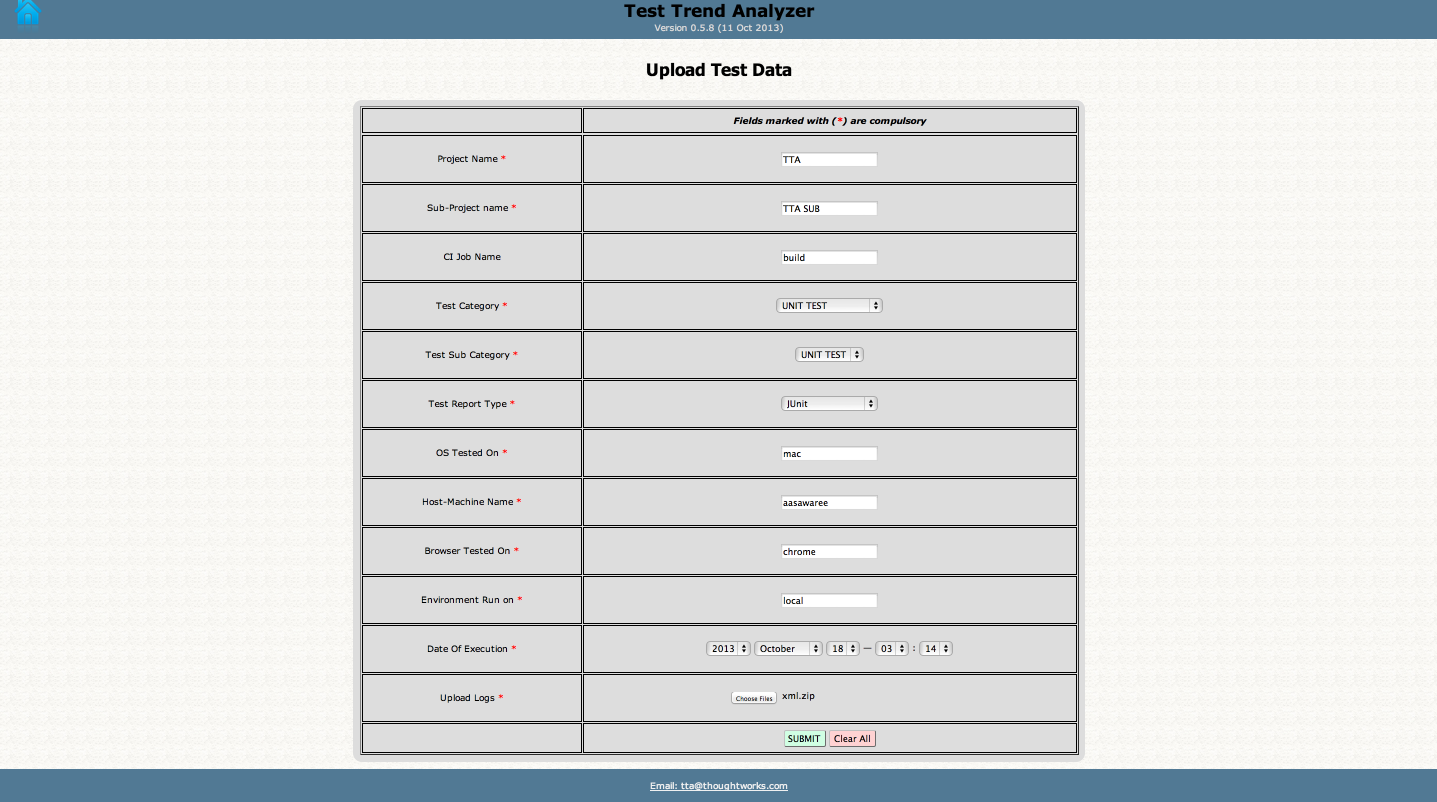 Test Trend Analyzer
Version 0.5.8 (11 Oct 2013)
Upload Test Data
Fields marked with (*) are compulsory
Project Name * TTA
Sub-Project name * TTA SUB
CI Job Name build
Test Category * UNIT TEST
Test Sub Category * UNIT TEST
Test Report Type * JUnit
OS Tested On * mac
Host-Machine Name * aasawaree
Browser Tested On * chrome
Environment Run on * local
Date Of Execution * 2013 October 18 — 03 : 14
Upload Logs * Choose Files xml.zip
SUBMIT Clear All
Email: tta@thoughtworks.com